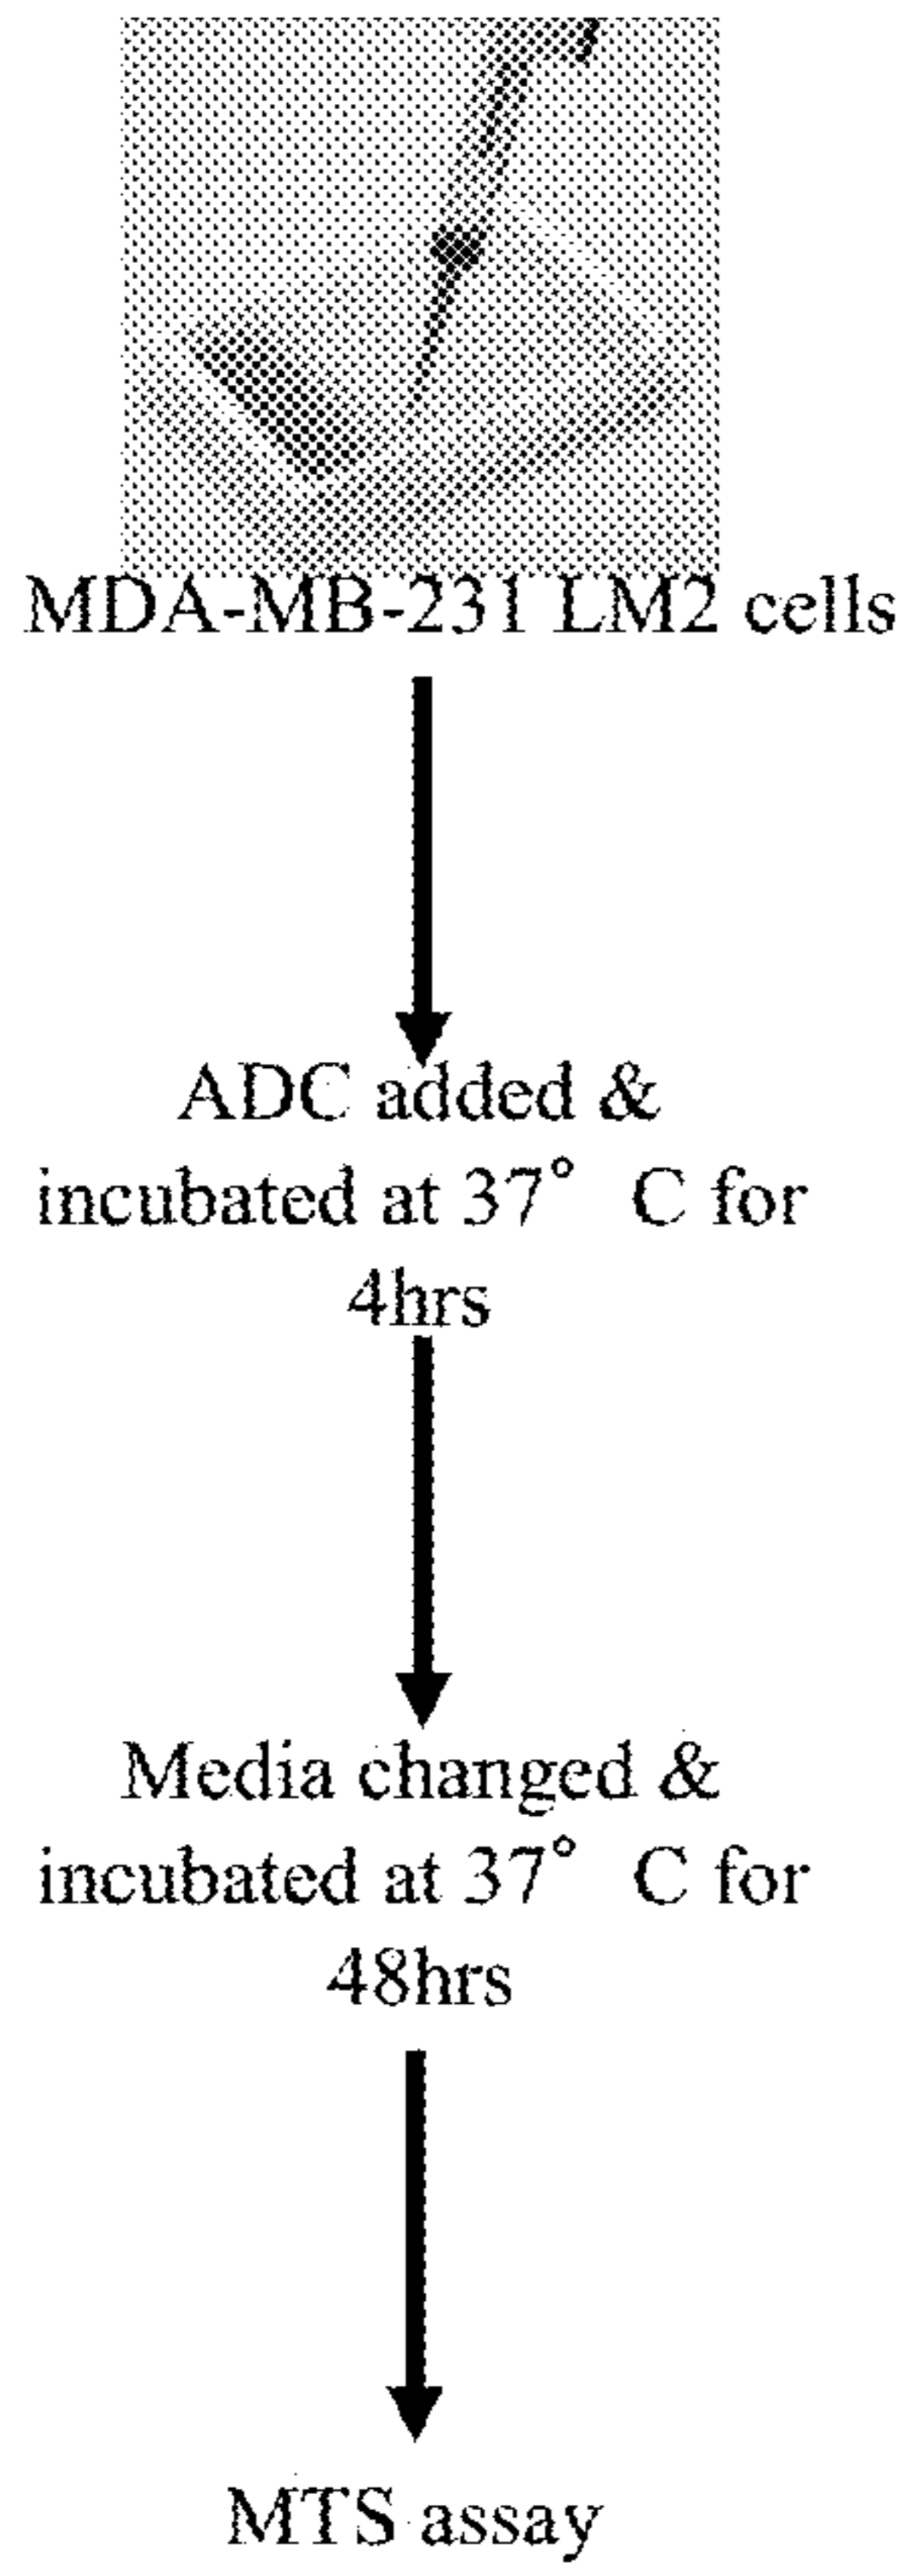 MDA-MB-231 LM2 cells
ADC added &
incubated at 37° C for
4hrs
Media changed &
incubated at 37° C for
48hrs
MTS assay